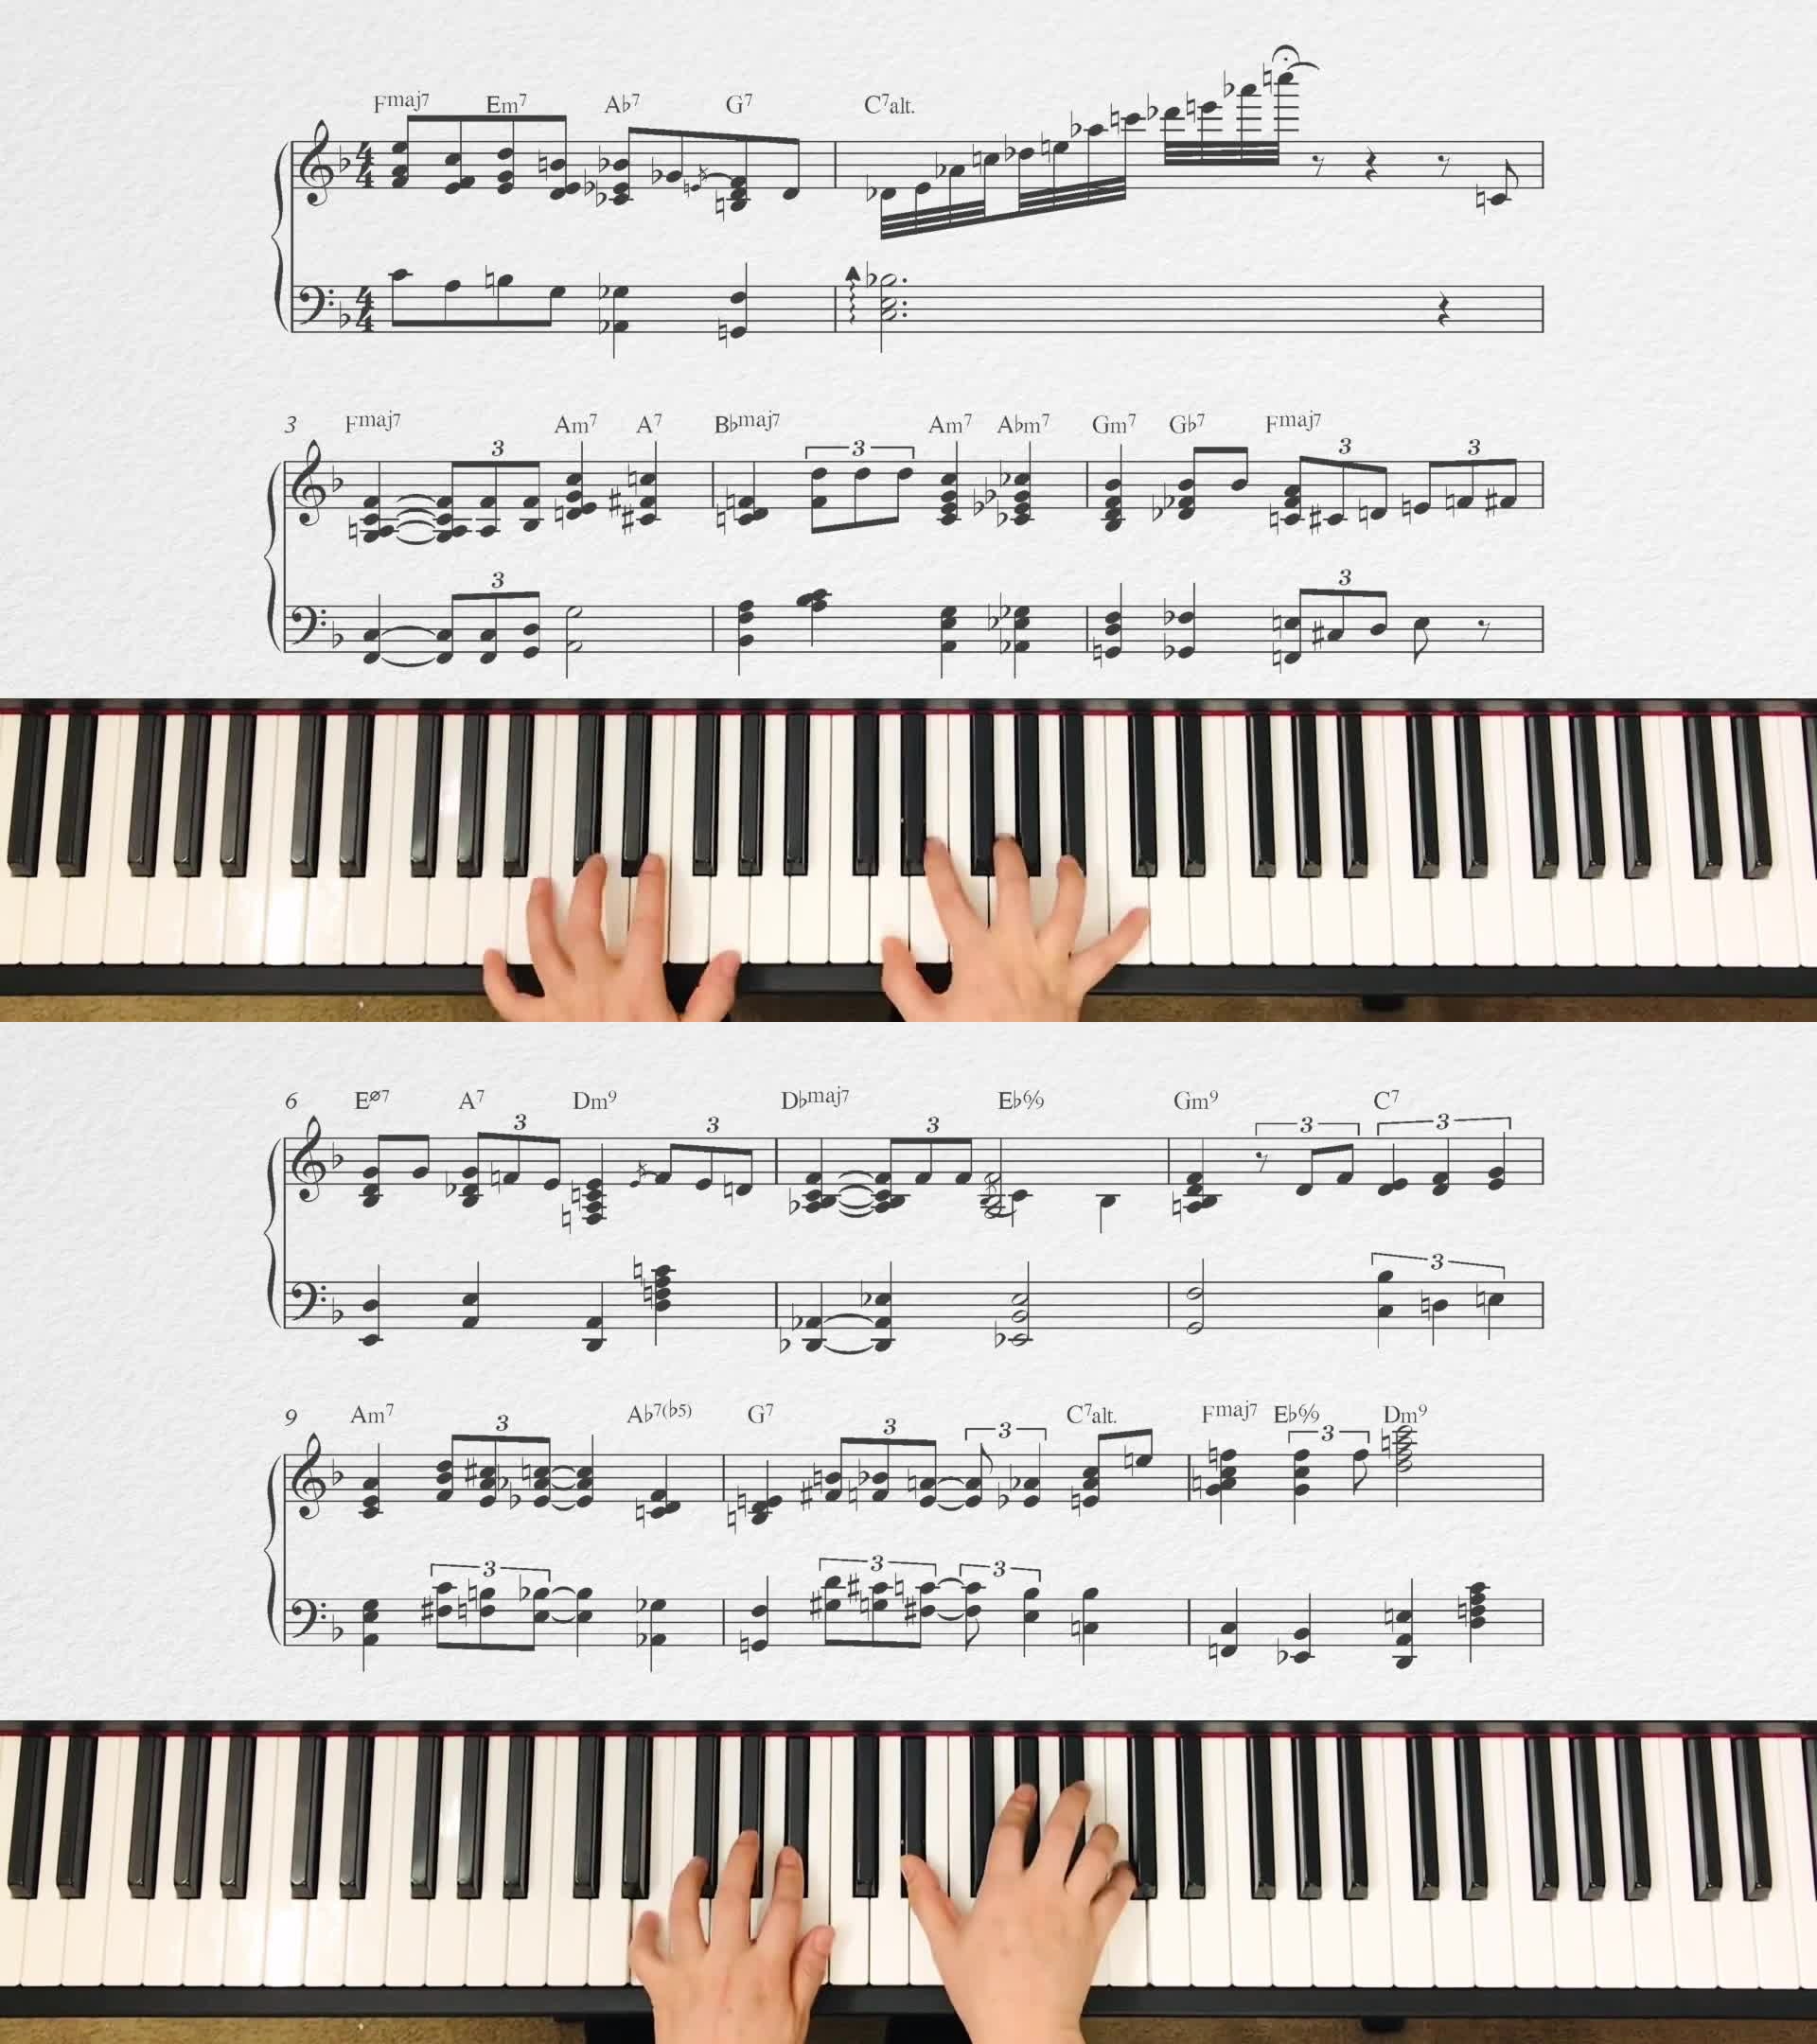 Fmaj7 Em7 A♭7 G7 C7alt.
4 4
4 4
3 Fmaj7 Am7 A7 B♭maj7 Am7 A♭m7 Gm7 G♭7 Fmaj7
3 3 3 3
3 3
6 Eø7 A7 Dm9 D♭maj7 E♭6/9 Gm9 C7
3 3 3 3 3
3
9 Am7 A♭7(♭5) G7 C7alt. Fmaj7 E♭6/9 Dm9
3 3 3 3
3 3 3